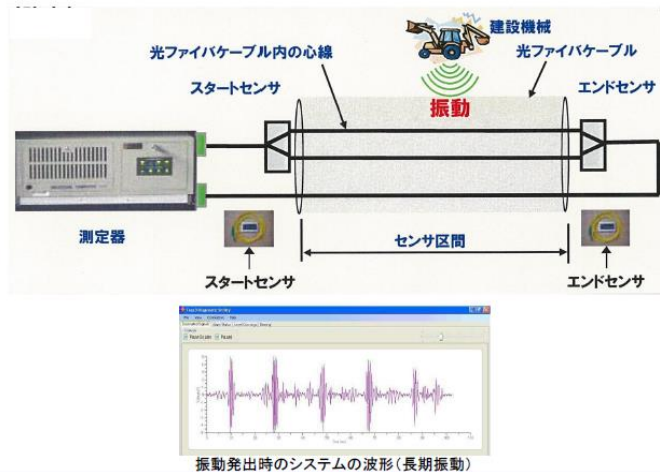 建設機械
光ファイバケーブル内の心線
光ファイバケーブル
スタートセンサ
エンドセンサ
振動
測定器
センサ区間
スタートセンサ
エンドセンサ
振動発出時のシステムの波形(長期振動)